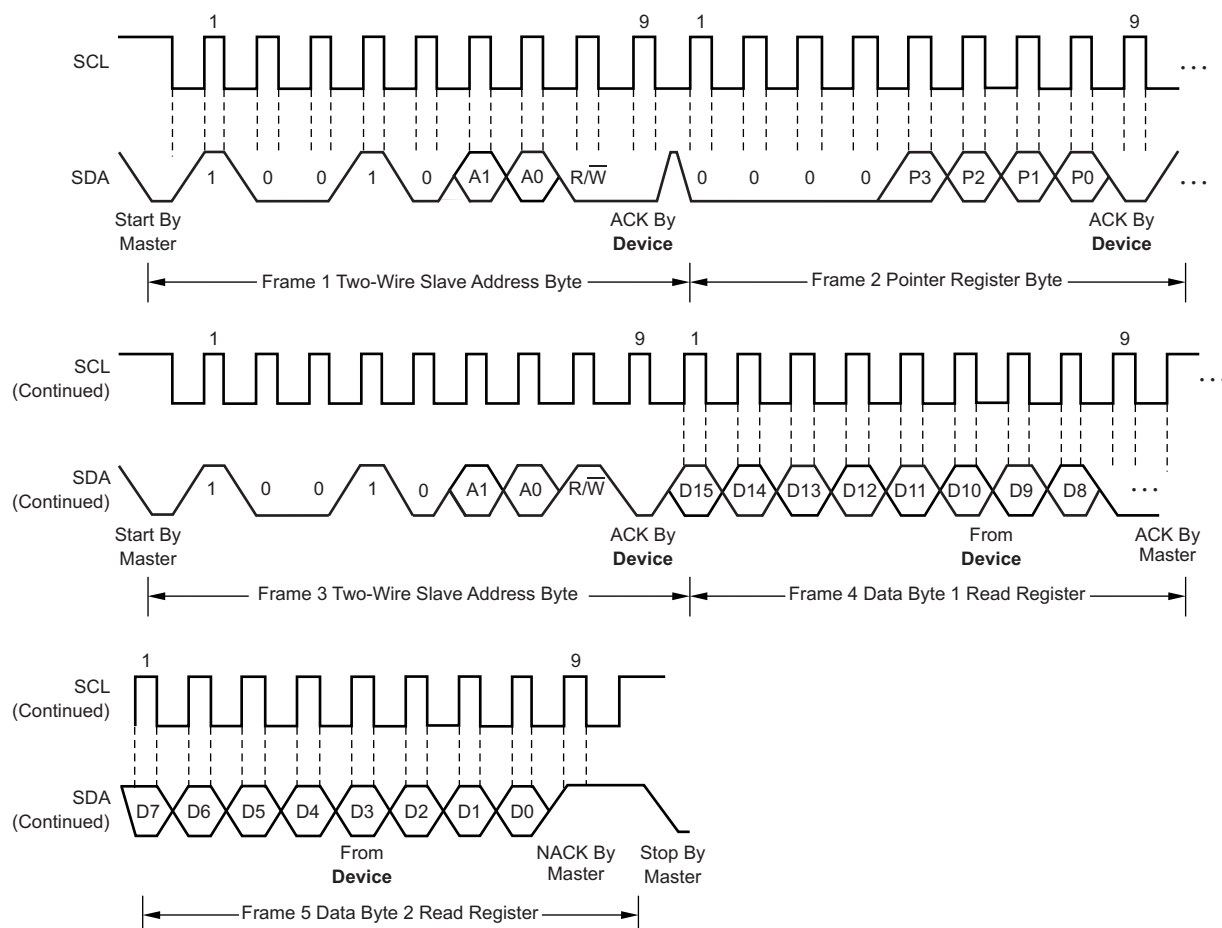 1 9 1 9
SCL ...
SDA 1 0 0 1 0 A1 A0 R/W̅ 0 0 0 0 P3 P2 P1 P0 ...
Start By
Master
ACK By
Device
ACK By
Device
Frame 1 Two-Wire Slave Address Byte
Frame 2 Pointer Register Byte
1 9 1 9
SCL
(Continued)
...
SDA
(Continued)
1 0 0 1 0 A1 A0 R/W̅ D15 D14 D13 D12 D11 D10 D9 D8 ...
Start By
Master
ACK By
Device
From
Device
ACK By
Master
Frame 3 Two-Wire Slave Address Byte
Frame 4 Data Byte 1 Read Register
1 9
SCL
(Continued)
SDA
(Continued)
D7 D6 D5 D4 D3 D2 D1 D0
From
Device
NACK By
Master
Stop By
Master
Frame 5 Data Byte 2 Read Register